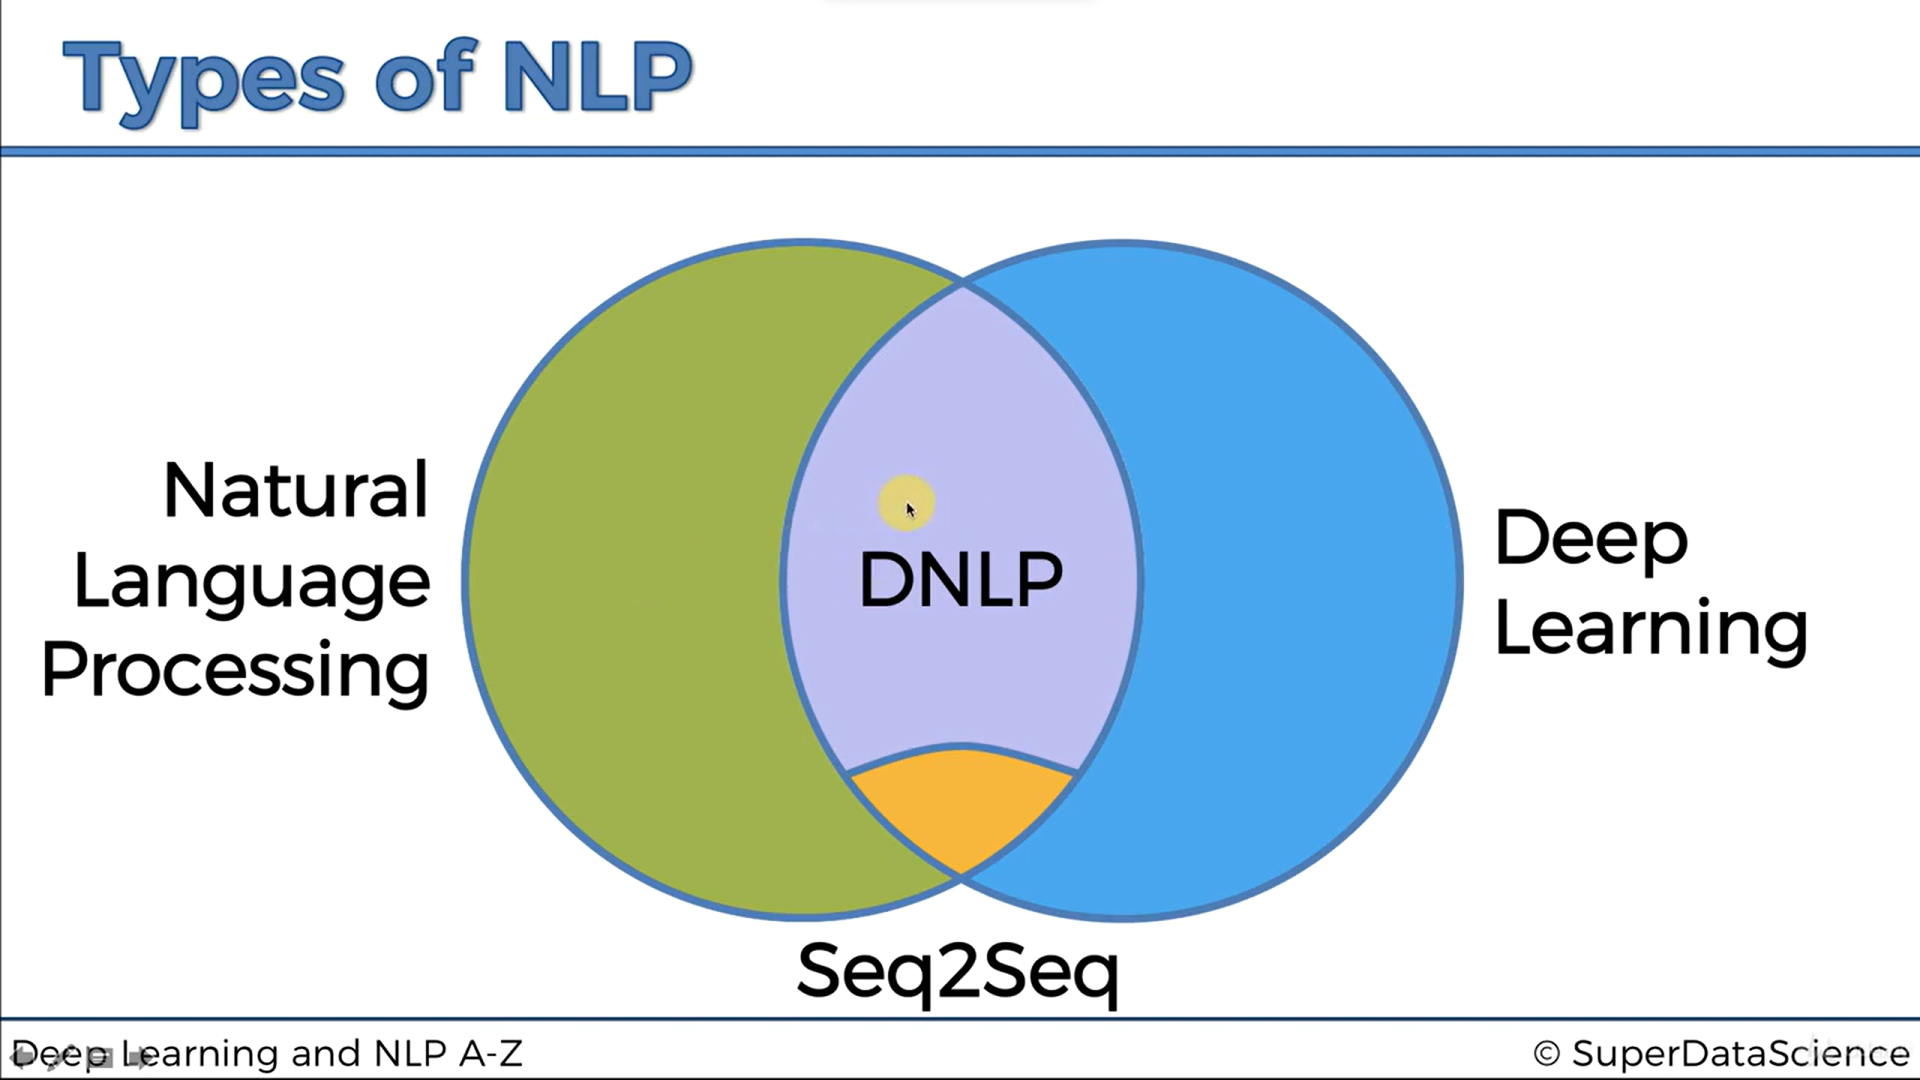 Types of NLP
Natural
Language
Processing
DNLP
Deep
Learning
Seq2Seq
Deep Learning and NLP A-Z
© SuperDataScience